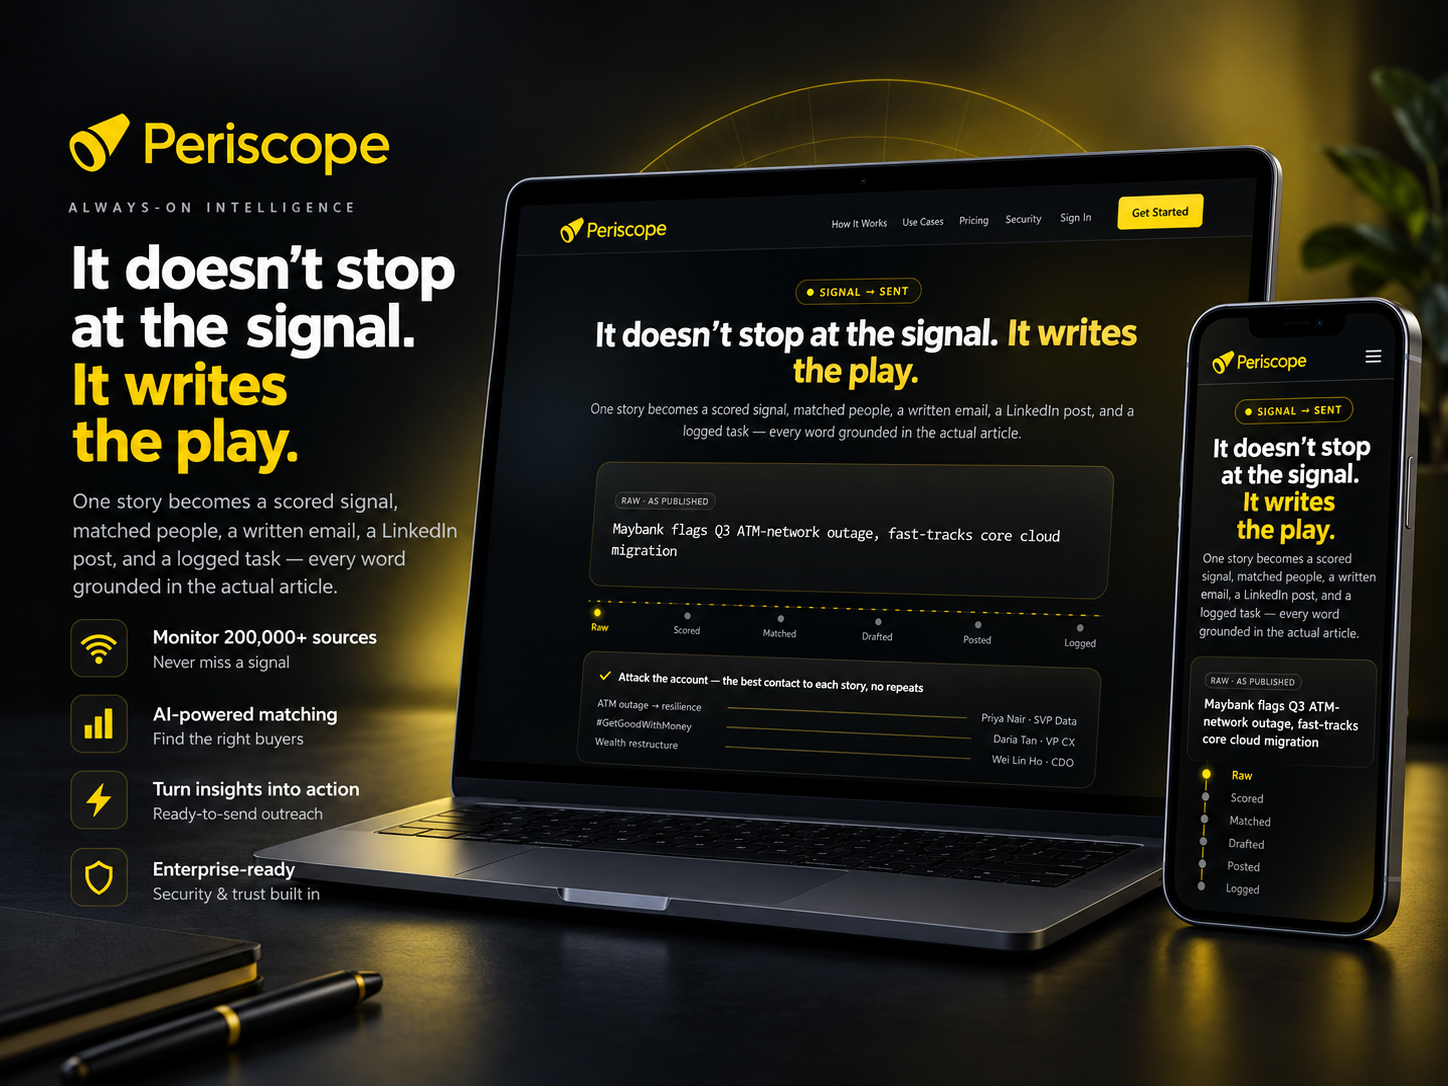 Periscope
ALWAYS-ON INTELLIGENCE
It doesn’t stop
at the signal.
It writes
the play.
One story becomes a scored signal,
matched people, a written email, a LinkedIn
post, and a logged task — every word
grounded in the actual article.
Monitor 200,000+ sources
Never miss a signal
AI-powered matching
Find the right buyers
Turn insights into action
Ready-to-send outreach
Enterprise-ready
Security & trust built in
Periscope
How It Works Use Cases Pricing Security Sign In Get Started
SIGNAL → SENT
It doesn’t stop at the signal. It writes
the play.
One story becomes a scored signal, matched people, a written email, a LinkedIn post, and a
logged task — every word grounded in the actual article.
RAW · AS PUBLISHED
Maybank flags Q3 ATM-network outage, fast-tracks core cloud
migration
Raw Scored Matched Drafted Posted Logged
Attack the account — the best contact to each story, no repeats
ATM outage → resilience Priya Nair · SVP Data
#GetGoodWithMoney Daria Tan · VP CX
Wealth restructure Wei Lin Ho · CDO
Periscope
SIGNAL → SENT
It doesn’t stop
at the signal.
It writes
the play.
One story becomes a scored
signal, matched people, a written
email, a LinkedIn post, and a
logged task — every word
grounded in the actual article.
RAW · AS PUBLISHED
Maybank flags Q3 ATM-
network outage, fast-tracks
core cloud migration
Raw
Scored
Matched
Drafted
Posted
Logged